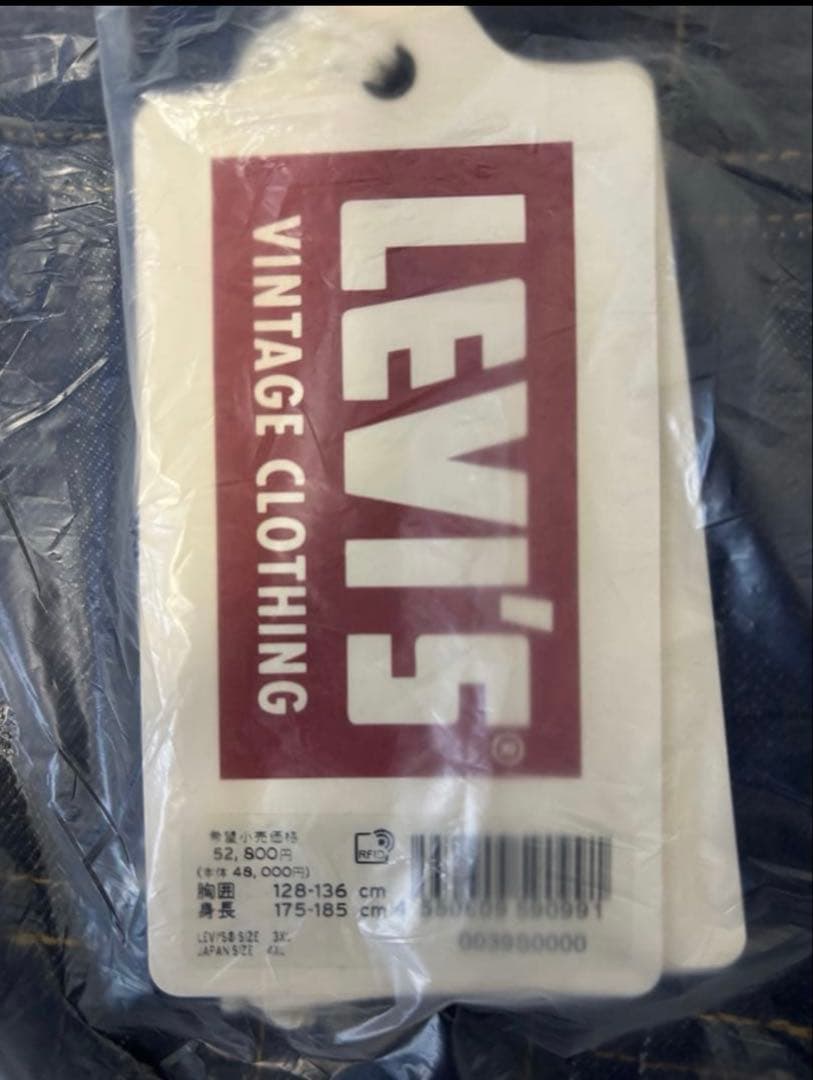 LEVI'S®
VINTAGE CLOTHING
希望小売価格
52,800円
(本体 48,000円)
胸囲 128-136 cm
身長 175-185 cm
LEVI'S® SIZE 3XL
JAPAN SIZE 4XL
RFID